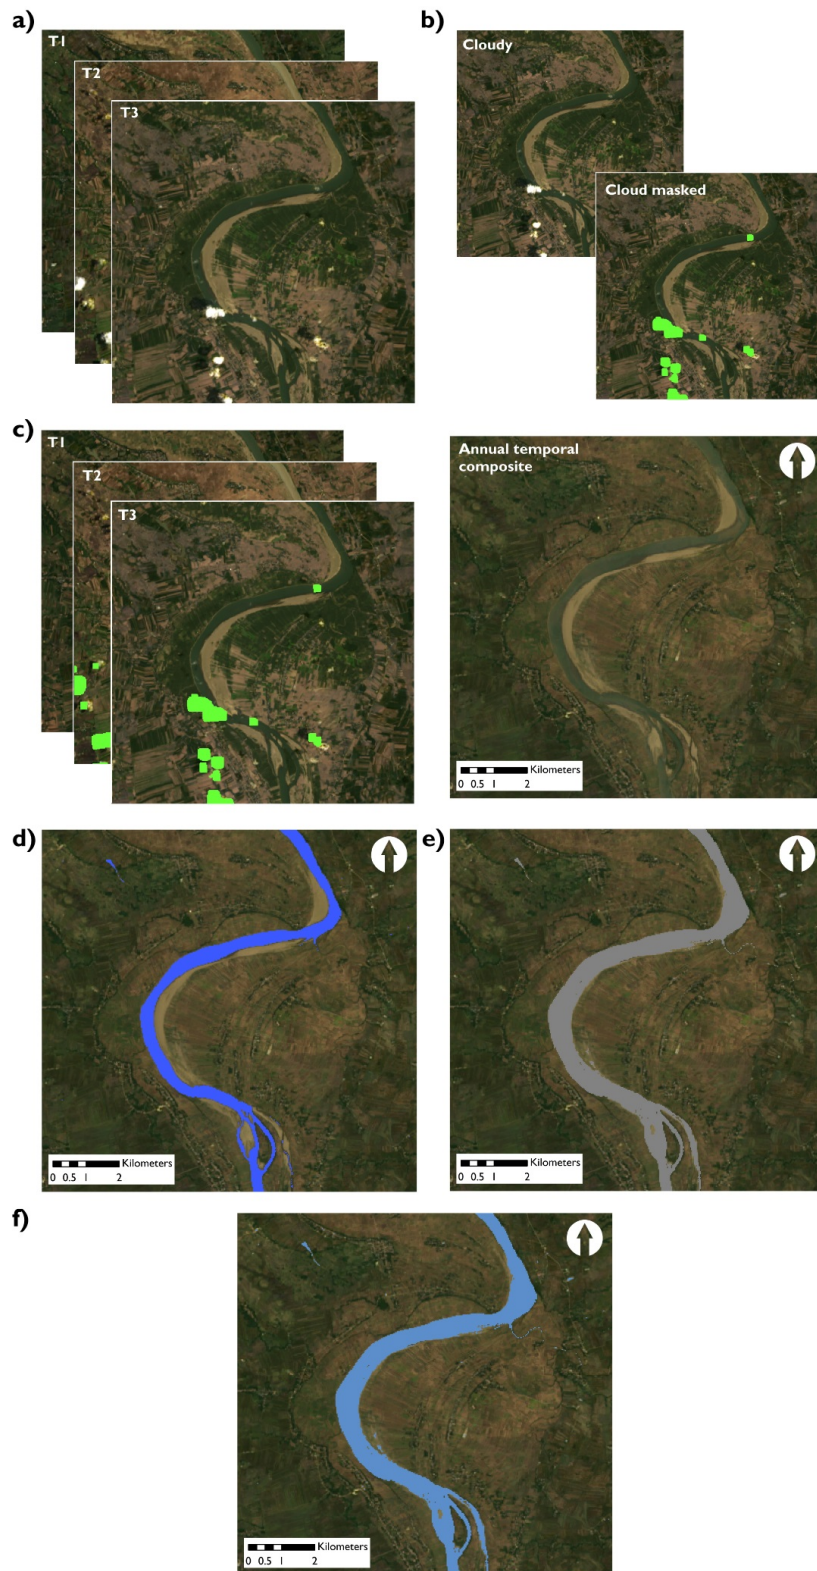 a)
T1
T2
T3
b)
Cloudy
Cloud masked
c)
T1
T2
T3
Annual temporal
composite
Kilometers
0 0.5 1 2
d)
Kilometers
0 0.5 1 2
e)
Kilometers
0 0.5 1 2
f)
Kilometers
0 0.5 1 2